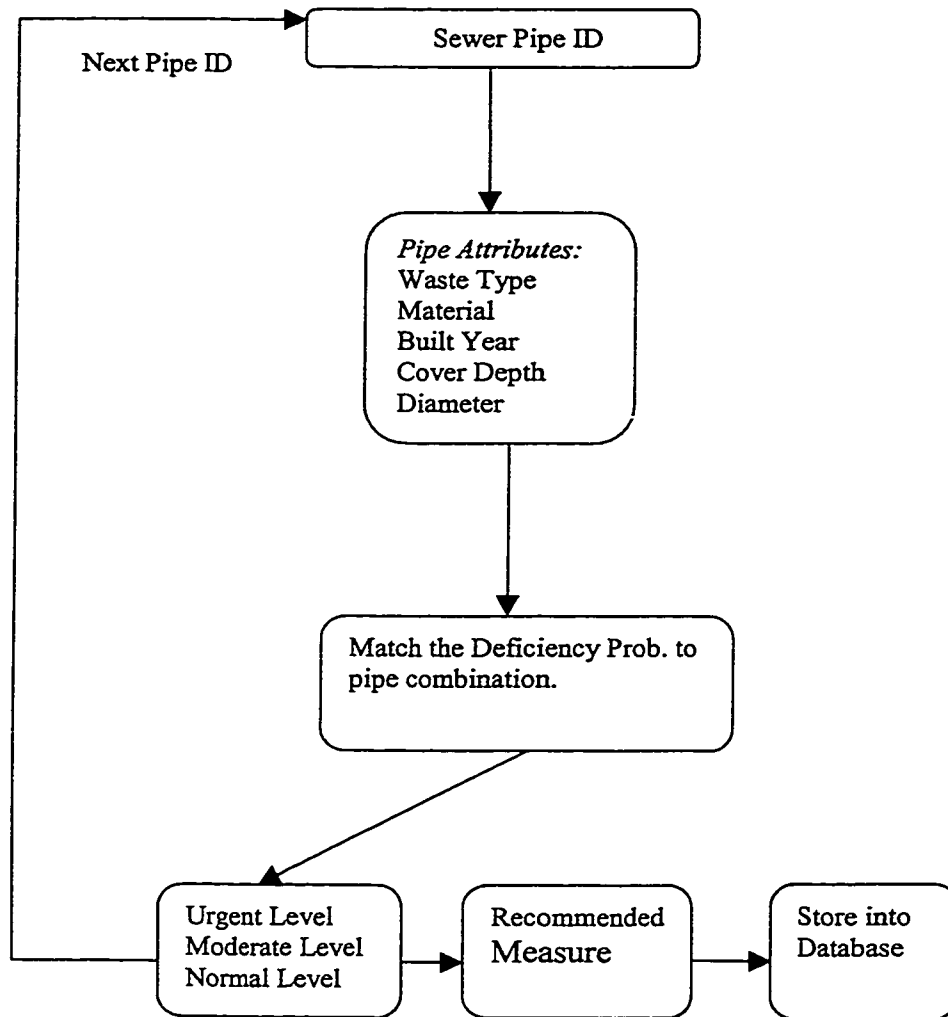 Sewer Pipe ID
Next Pipe ID
Pipe Attributes:
Waste Type
Material
Built Year
Cover Depth
Diameter
Match the Deficiency Prob. to
pipe combination.
Urgent Level
Moderate Level
Normal Level
Recommended
Measure
Store into
Database